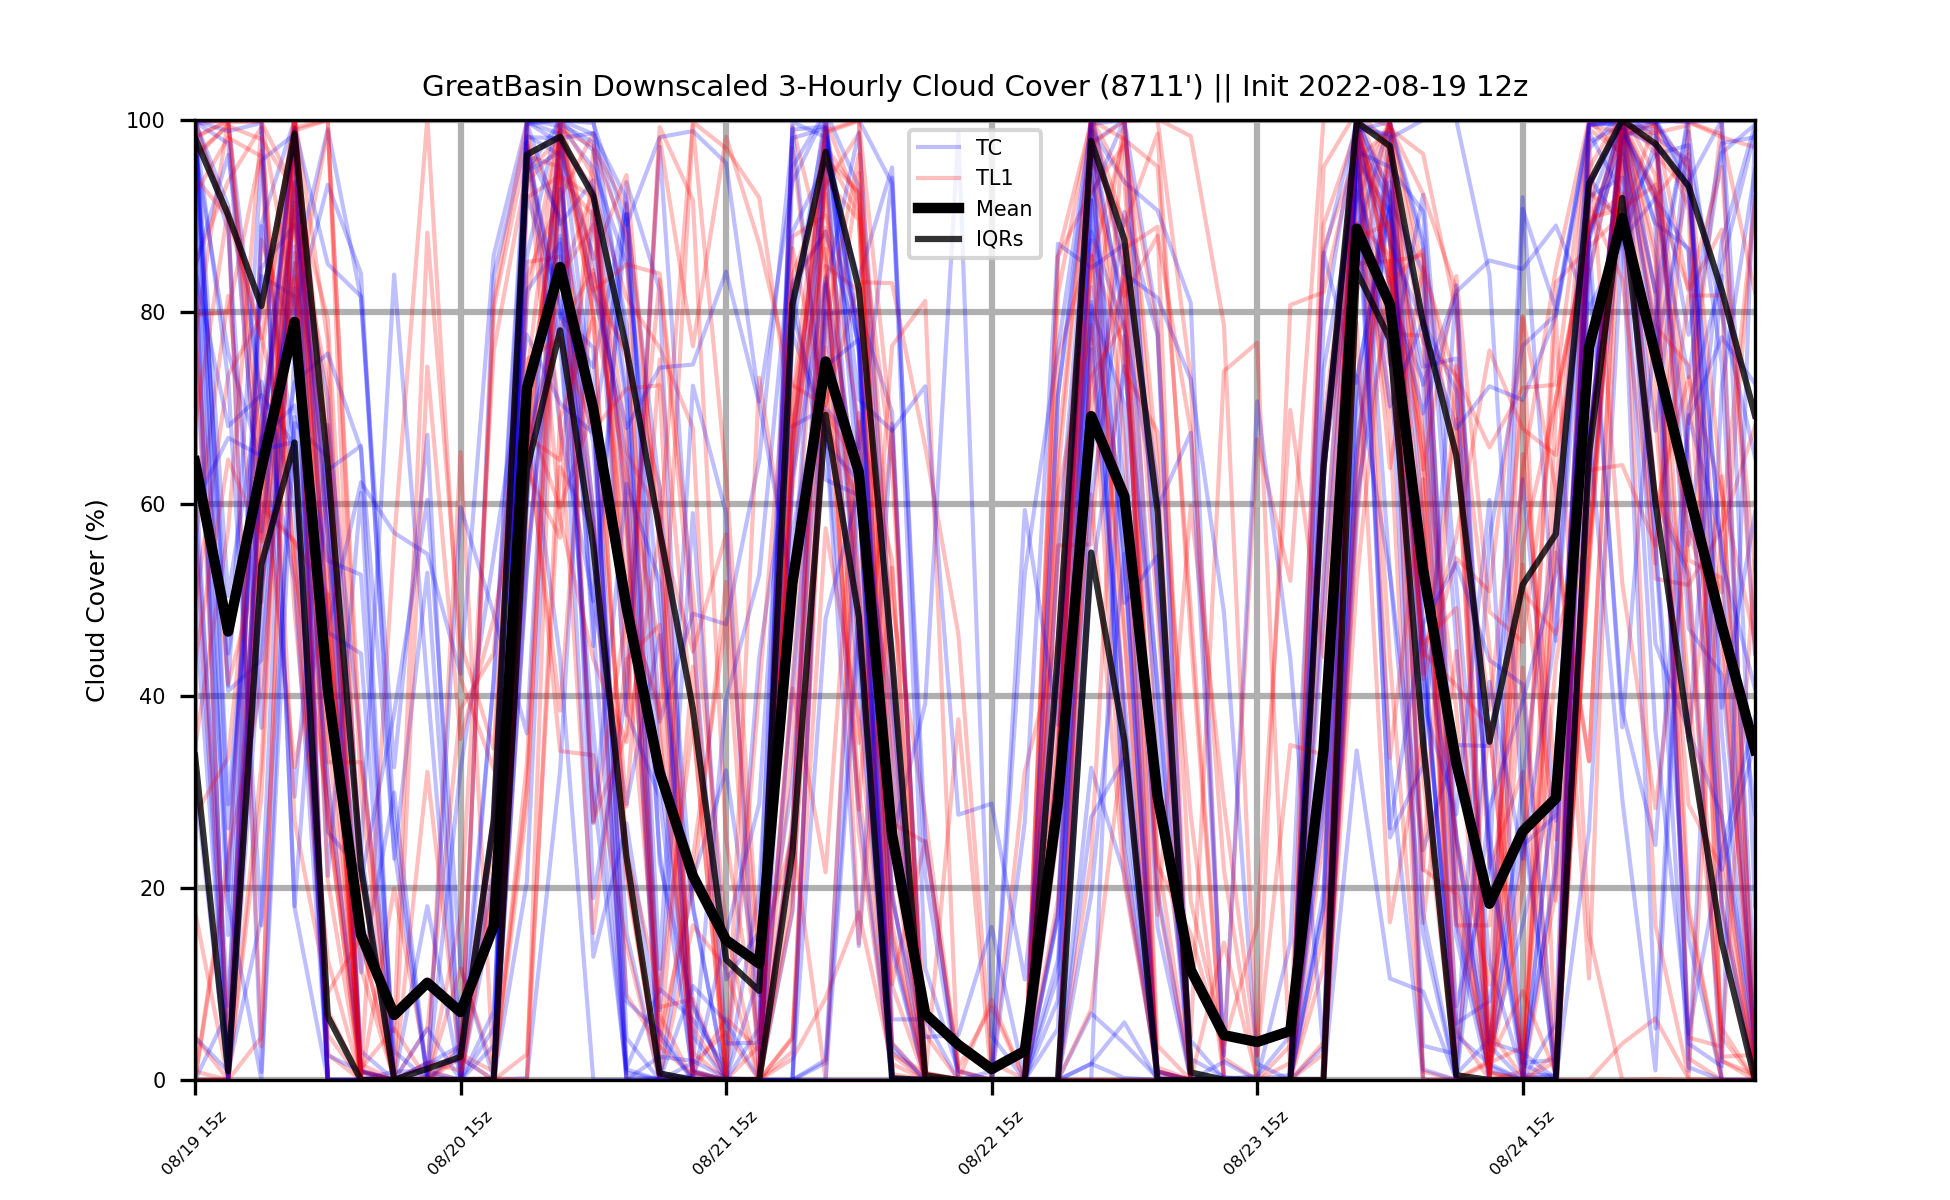 GreatBasin Downscaled 3-Hourly Cloud Cover (8711') || Init 2022-08-19 12z
Cloud Cover (%)
100
80
60
40
20
0
TC
TL1
Mean
IQRs
08/19 15z
08/20 15z
08/21 15z
08/22 15z
08/23 15z
08/24 15z